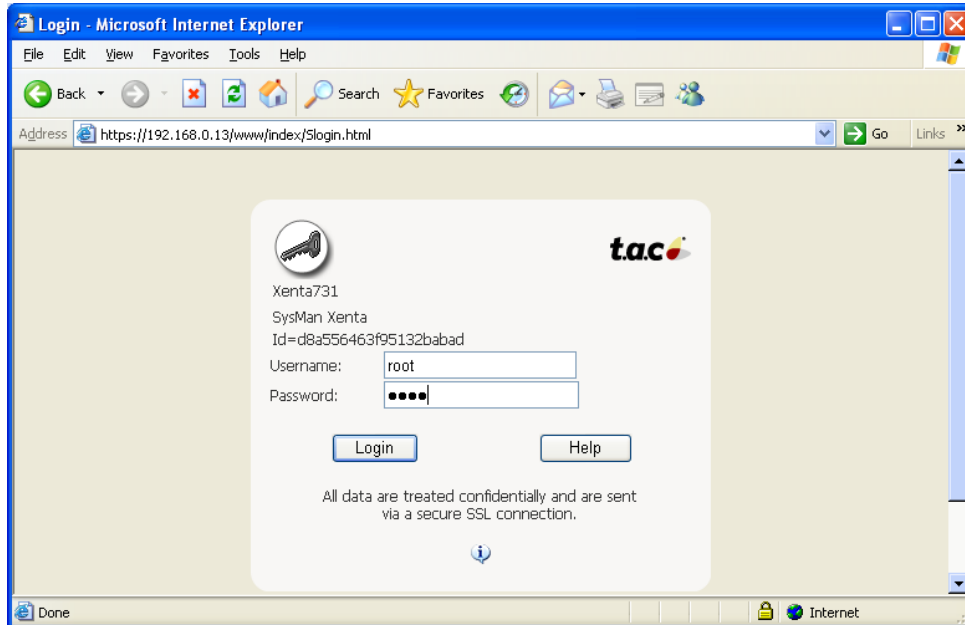 Login - Microsoft Internet Explorer
File Edit View Favorites Tools Help
Back Search Favorites
Address https://192.168.0.13/www/index/Slogin.html Go Links »
t.a.c
Xenta731
SysMan Xenta
Id=d8a556463f95132babad
Username: root
Password: ●●●●
Login Help
All data are treated confidentially and are sent
via a secure SSL connection.
Done Internet